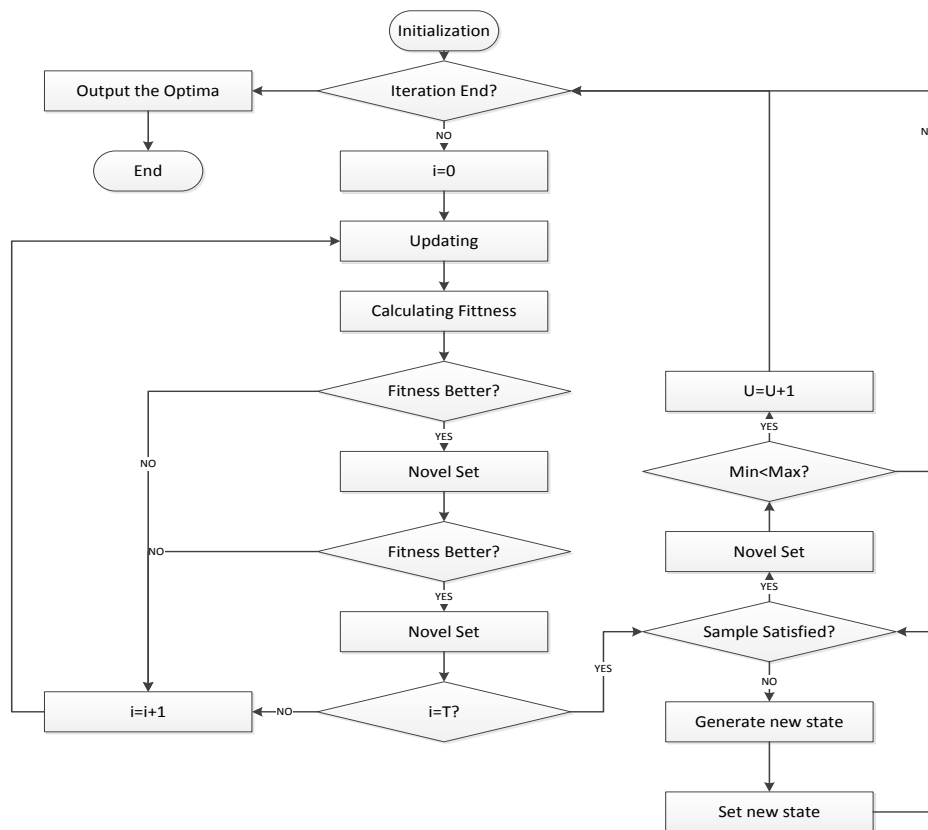 Initialization
Iteration End?
Output the Optima
NO
End
i=0
Updating
Calculating Fittness
Fitness Better?
YES
NO
Novel Set
Fitness Better?
NO
YES
Novel Set
i=T?
NO
i=i+1
YES
U=U+1
YES
Min<Max?
Novel Set
YES
Sample Satisfied?
NO
Generate new state
Set new state